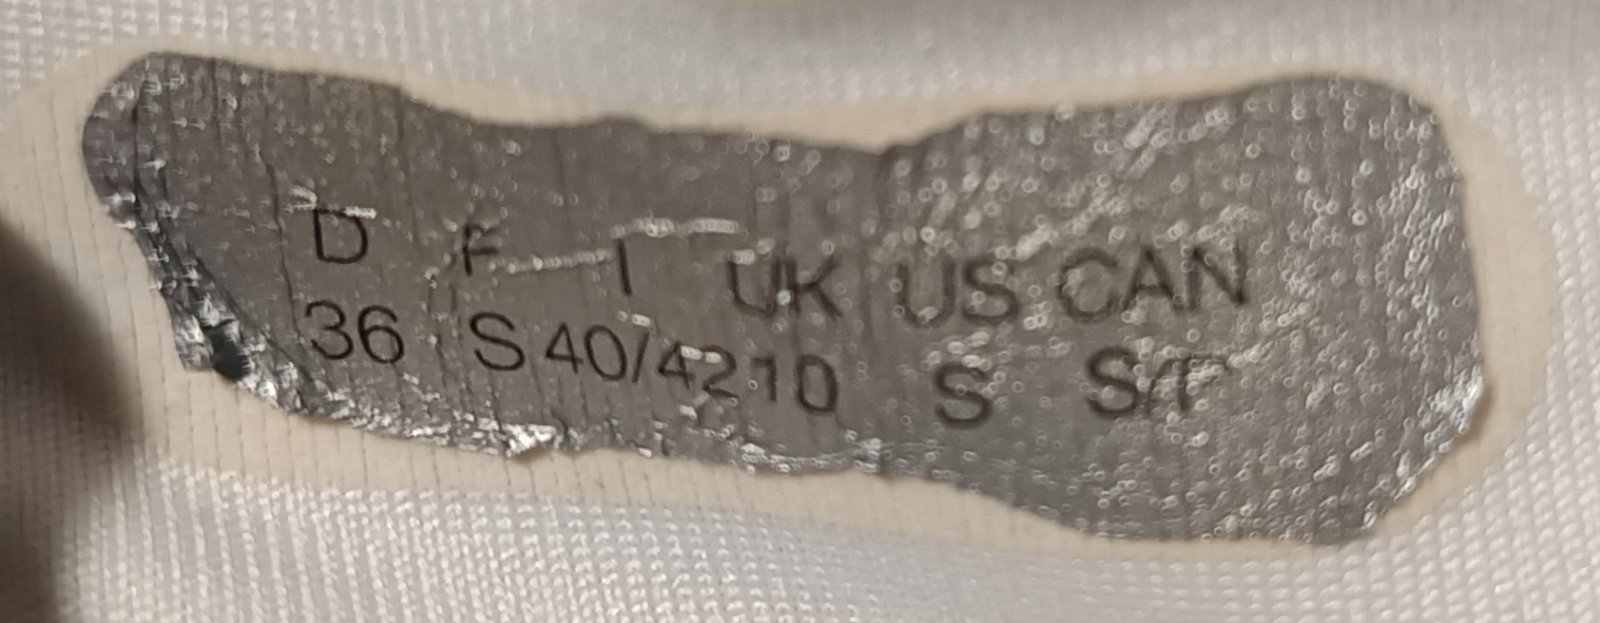 D F I UK US CAN
36 S 40/42 10 S S/P